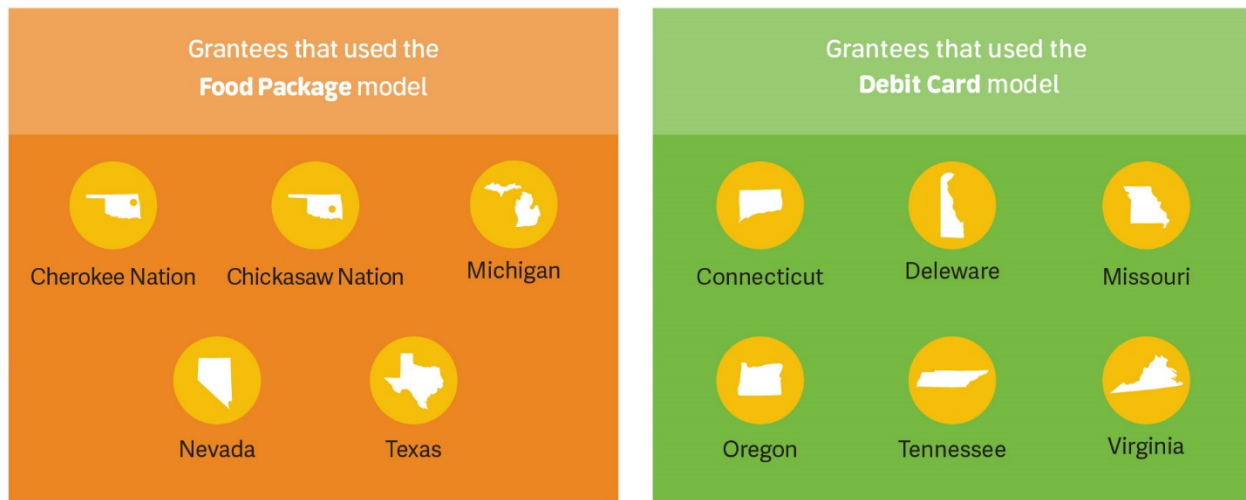 Grantees that used the
Food Package model
Cherokee Nation
Chickasaw Nation
Michigan
Nevada
Texas
Grantees that used the
Debit Card model
Connecticut
Deleware
Missouri
Oregon
Tennessee
Virginia